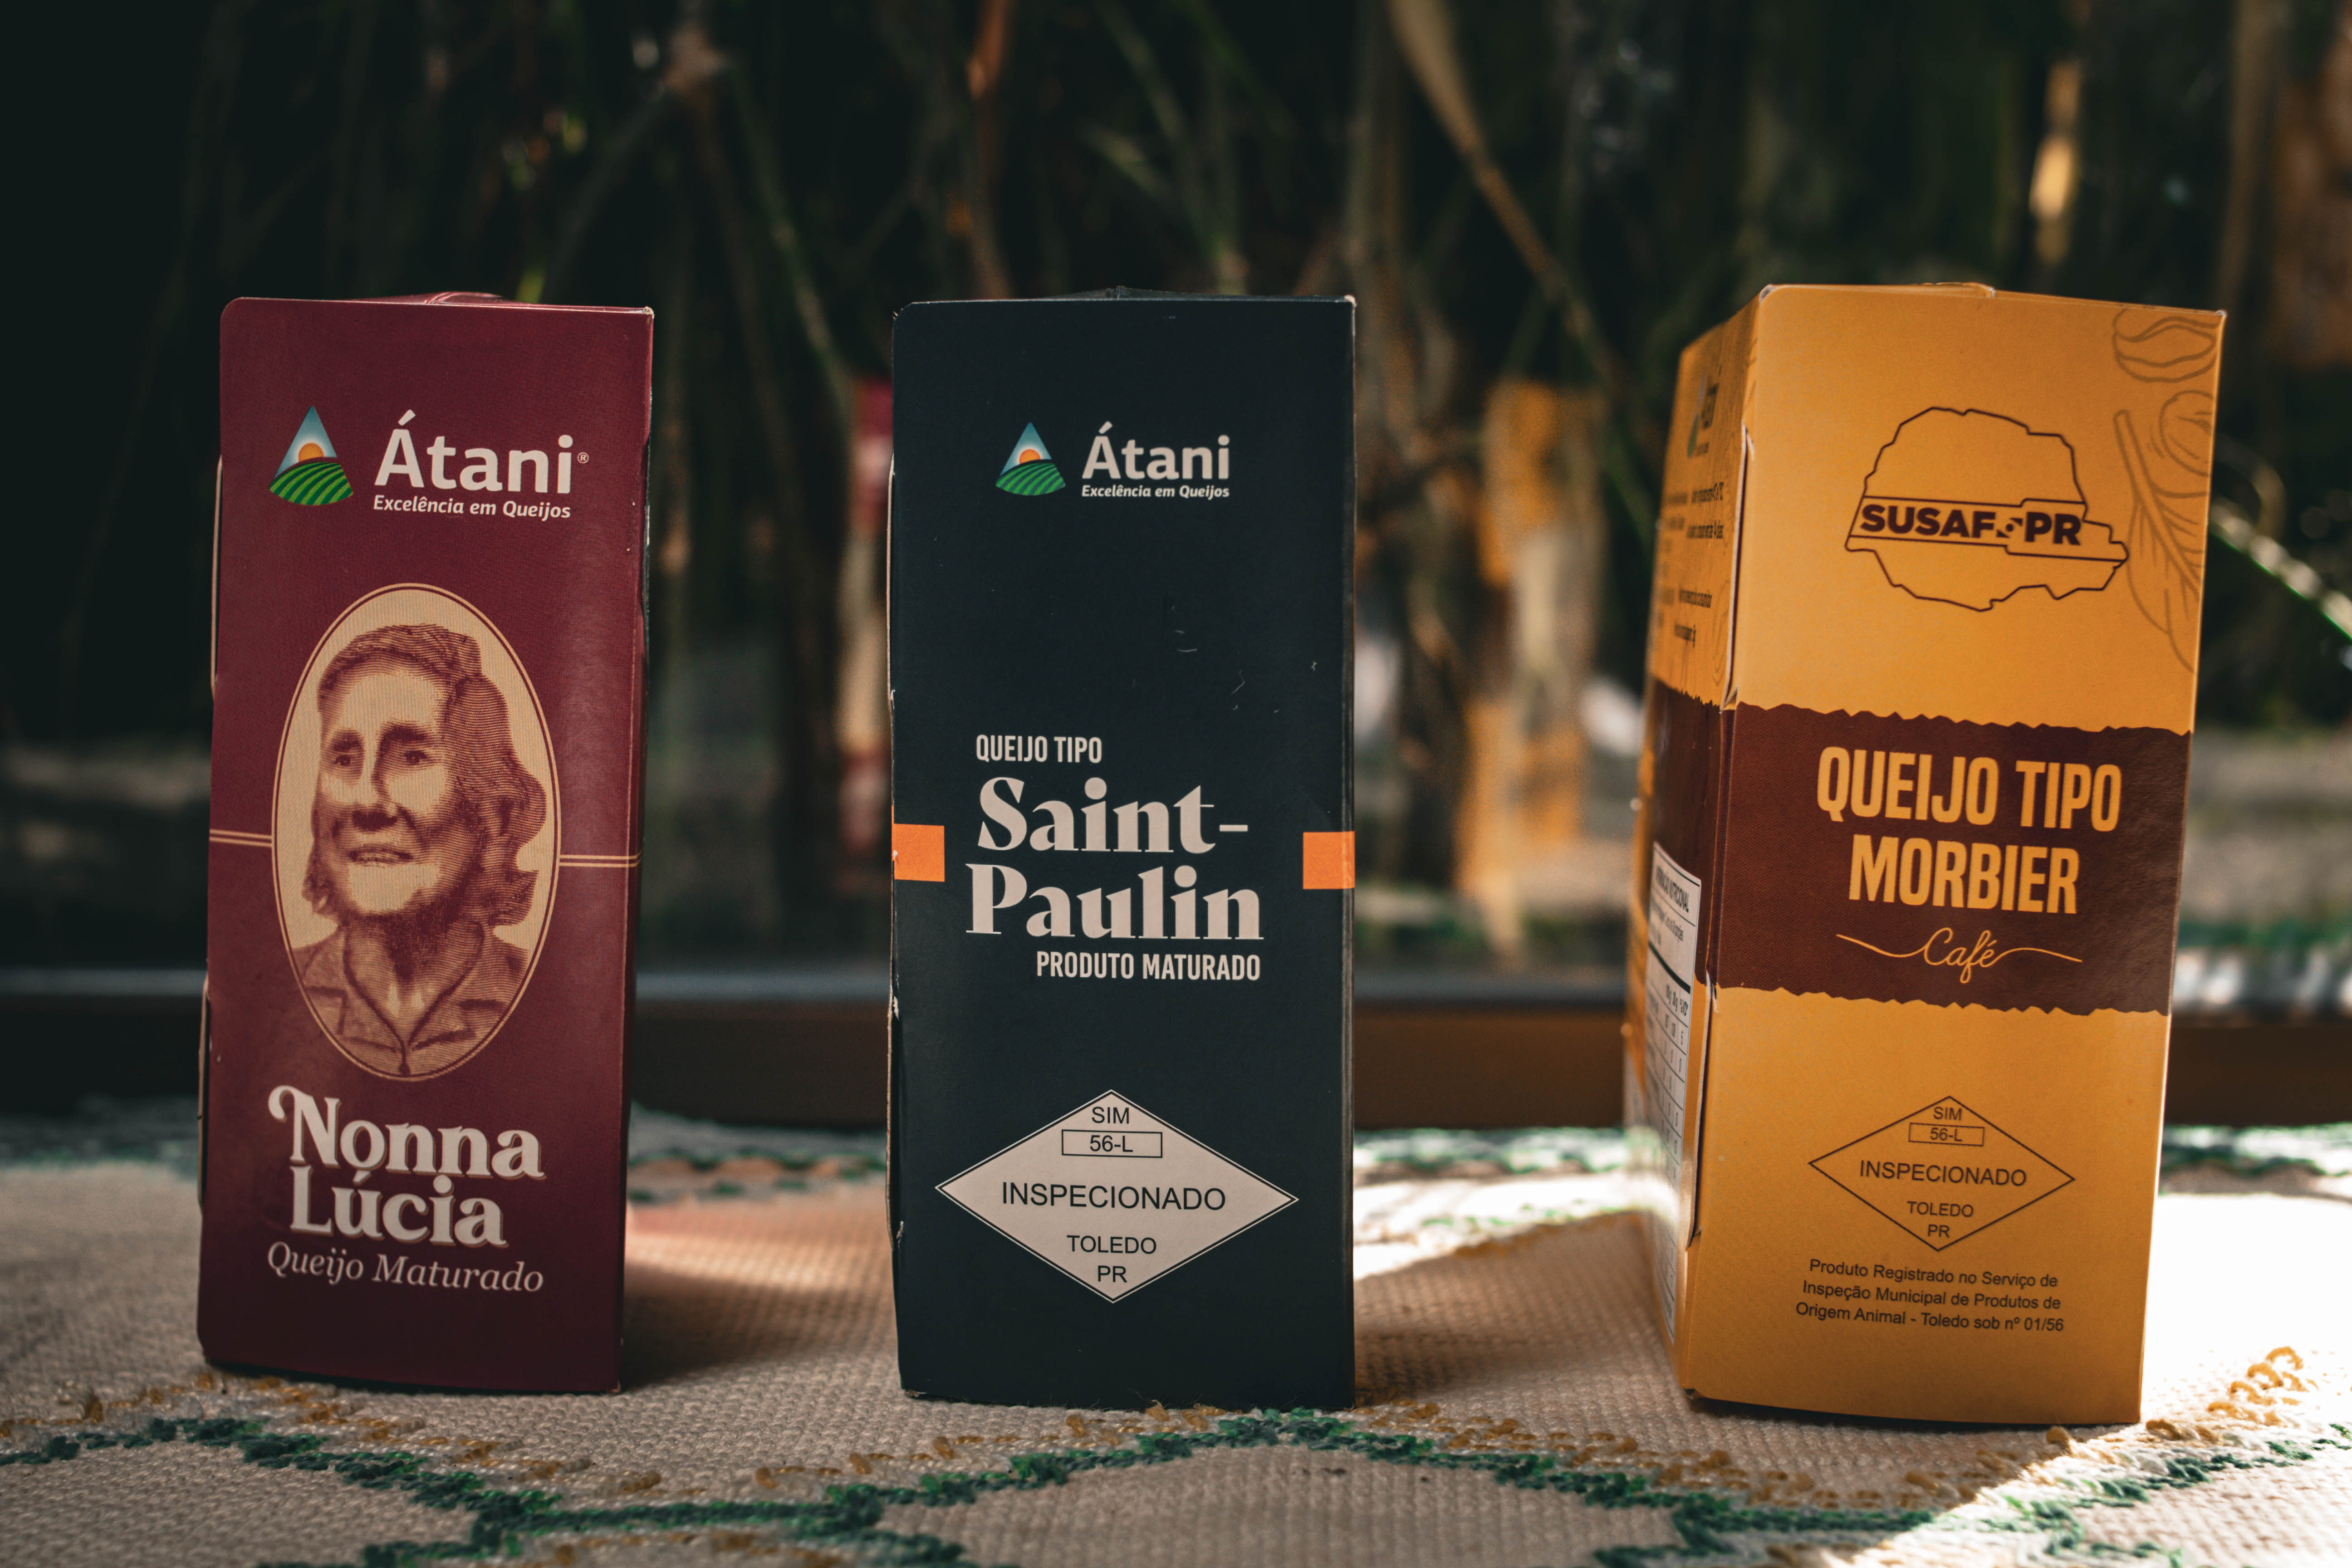 Átani®
Excelência em Queijos
Nonna
Lúcia
Queijo Maturado
Átani
Excelência em Queijos
QUEIJO TIPO
Saint-
Paulin
PRODUTO MATURADO
SIM
56-L
INSPECIONADO
TOLEDO
PR
SUSAF PR
QUEIJO TIPO
MORBIER
Café
SIM
56-L
INSPECIONADO
TOLEDO
PR
Produto Registrado no Serviço de
Inspeção Municipal de Produtos de
Origem Animal - Toledo sob nº 01/56